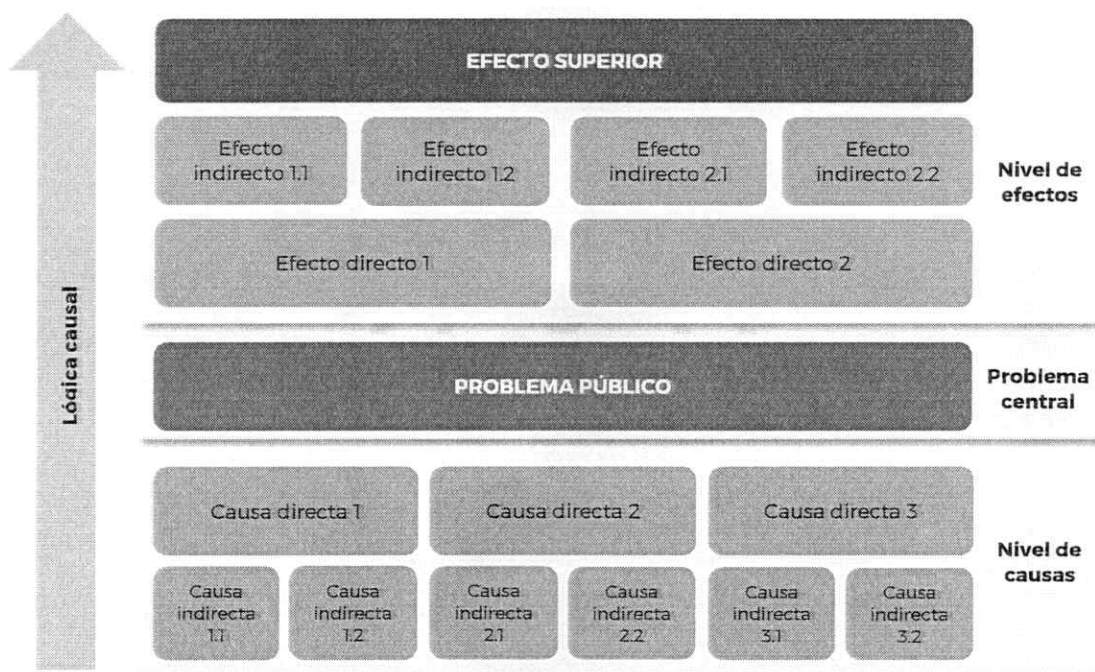 EFECTO SUPERIOR
Efecto
indirecto 1.1
Efecto
indirecto 1.2
Efecto
indirecto 2.1
Efecto
indirecto 2.2
Nivel de
efectos
Efecto directo 1
Efecto directo 2
Lógica causal
PROBLEMA PÚBLICO
Problema
central
Causa directa 1
Causa directa 2
Causa directa 3
Nivel de
causas
Causa
indirecta
1.1
Causa
indirecta
1.2
Causa
indirecta
2.1
Causa
indirecta
2.2
Causa
indirecta
3.1
Causa
indirecta
3.2